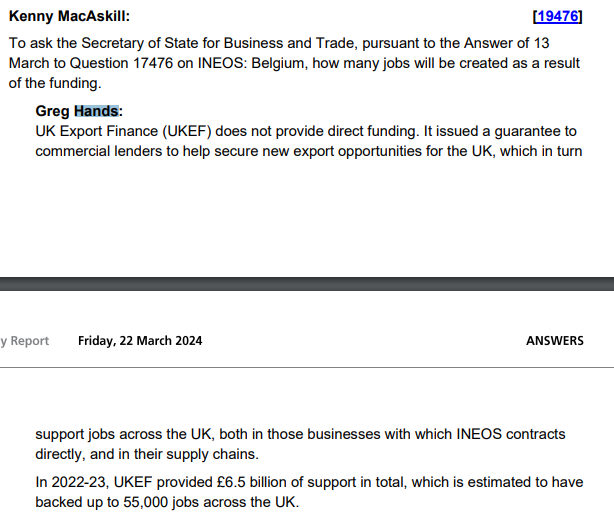 Kenny MacAskill: [19476]
To ask the Secretary of State for Business and Trade, pursuant to the Answer of 13
March to Question 17476 on INEOS: Belgium, how many jobs will be created as a result
of the funding.
Greg Hands:
UK Export Finance (UKEF) does not provide direct funding. It issued a guarantee to
commercial lenders to help secure new export opportunities for the UK, which in turn
y Report Friday, 22 March 2024 ANSWERS
support jobs across the UK, both in those businesses with which INEOS contracts
directly, and in their supply chains.
In 2022-23, UKEF provided £6.5 billion of support in total, which is estimated to have
backed up to 55,000 jobs across the UK.